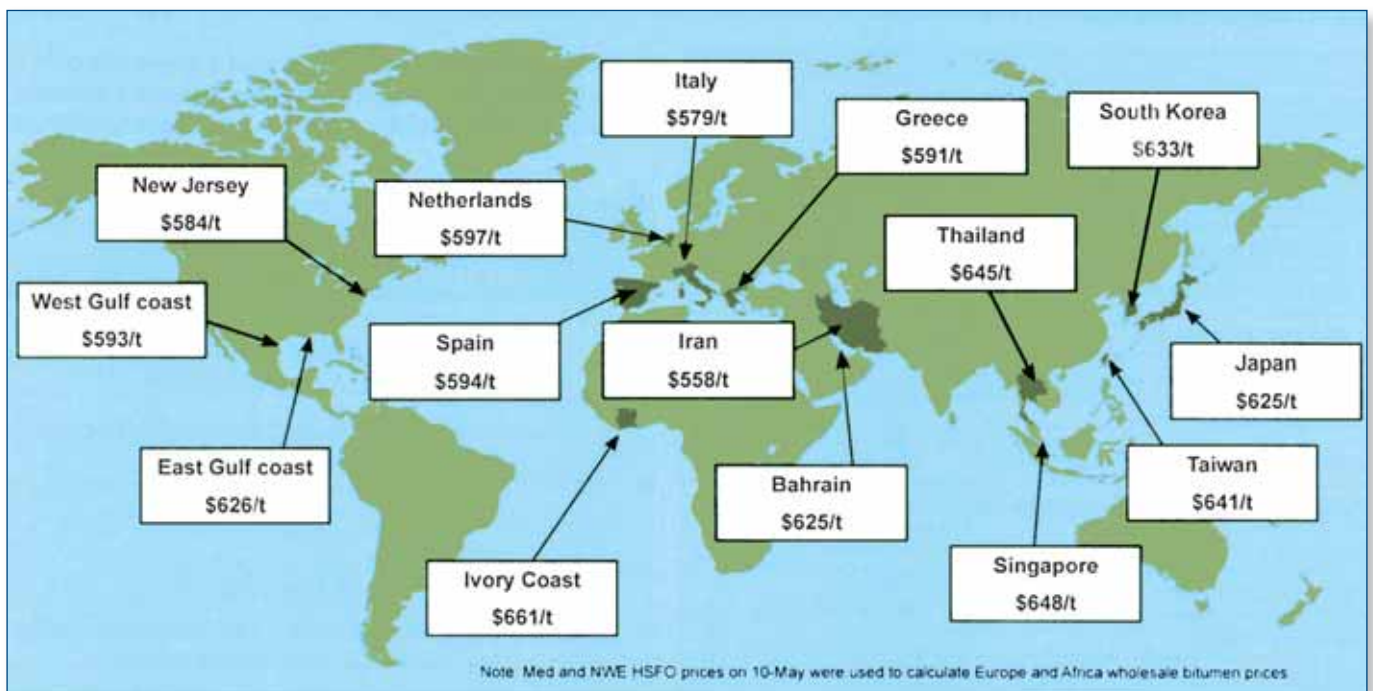 Italy
$579/t
Greece
$591/t
South Korea
$633/t
New Jersey
$584/t
Netherlands
$597/t
Thailand
$645/t
West Gulf coast
$593/t
Spain
$594/t
Iran
$558/t
Japan
$625/t
East Gulf coast
$626/t
Bahrain
$625/t
Taiwan
$641/t
Ivory Coast
$661/t
Singapore
$648/t
Note Med and NWE HSFO prices on 10-May were used to calculate Europe and Africa wholesale bitumen prices